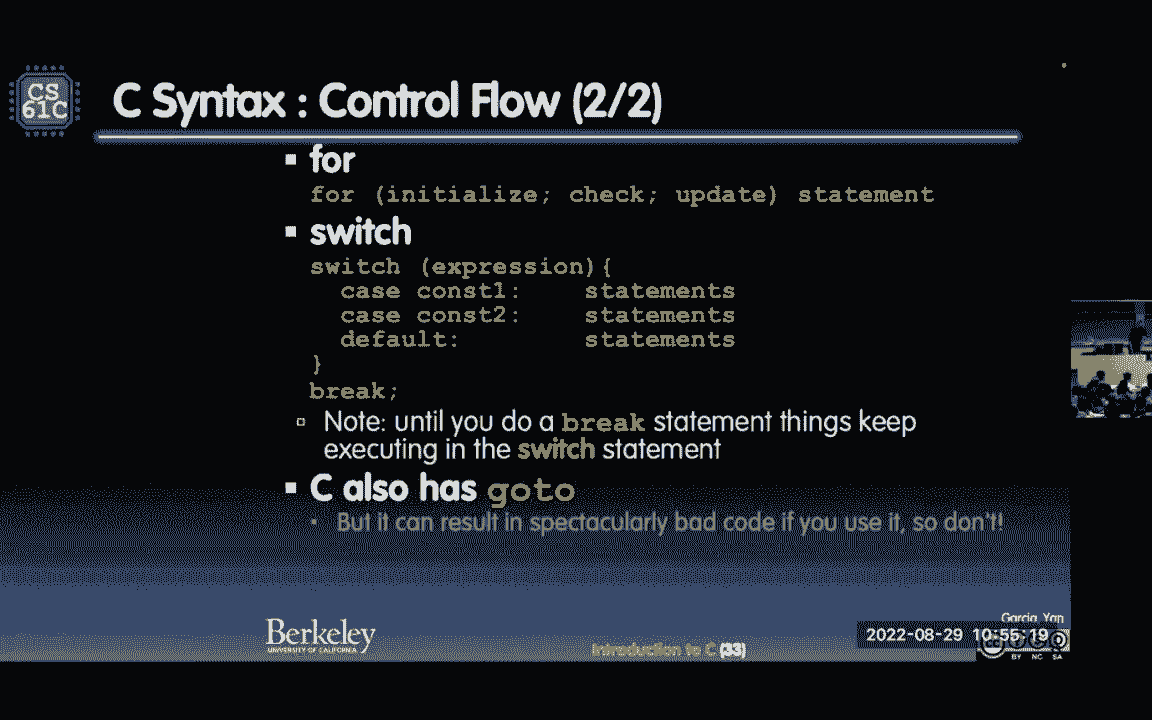 CS
61C
C Syntax : Control Flow (2/2)
for
for (initialize; check; update) statement
switch
switch (expression){
case const1: statements
case const2: statements
default: statements
}
break;
Note: until you do a break statement things keep
executing in the switch statement
C also has goto
But it can result in spectacularly bad code if you use it, so don't!
Berkeley
UNIVERSITY OF CALIFORNIA
Introduction to C (33)
Garcia, Yan
2022-08-29 10:55:19
BY NC SA